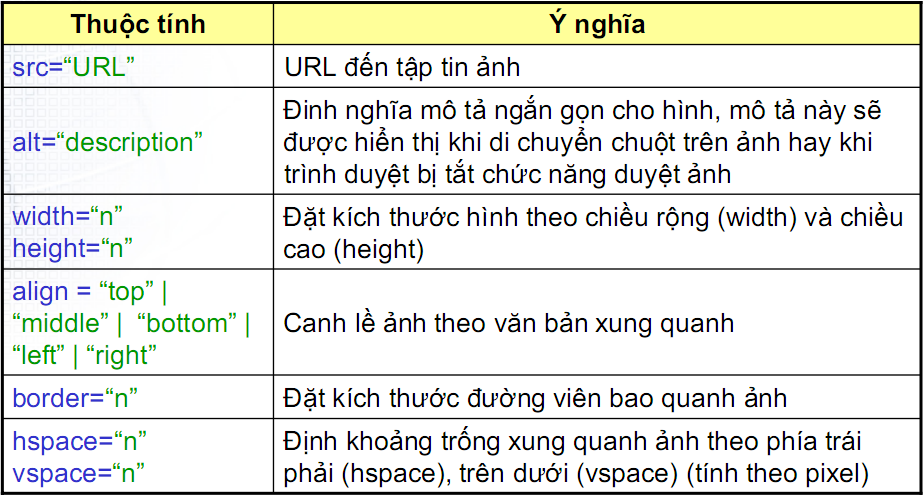 Thuộc tính
Ý nghĩa
src=“URL”
URL đến tập tin ảnh
alt=“description”
Đinh nghĩa mô tả ngắn gọn cho hình, mô tả này sẽ
được hiển thị khi di chuyển chuột trên ảnh hay khi
trình duyệt bị tắt chức năng duyệt ảnh
width=“n”
height=“n”
Đặt kích thước hình theo chiều rộng (width) và chiều
cao (height)
align = “top” |
“middle” | “bottom” |
“left” | “right”
Canh lề ảnh theo văn bản xung quanh
border=“n”
Đặt kích thước đường viên bao quanh ảnh
hspace=“n”
vspace=“n”
Định khoảng trống xung quanh ảnh theo phía trái
phải (hspace), trên dưới (vspace) (tính theo pixel)